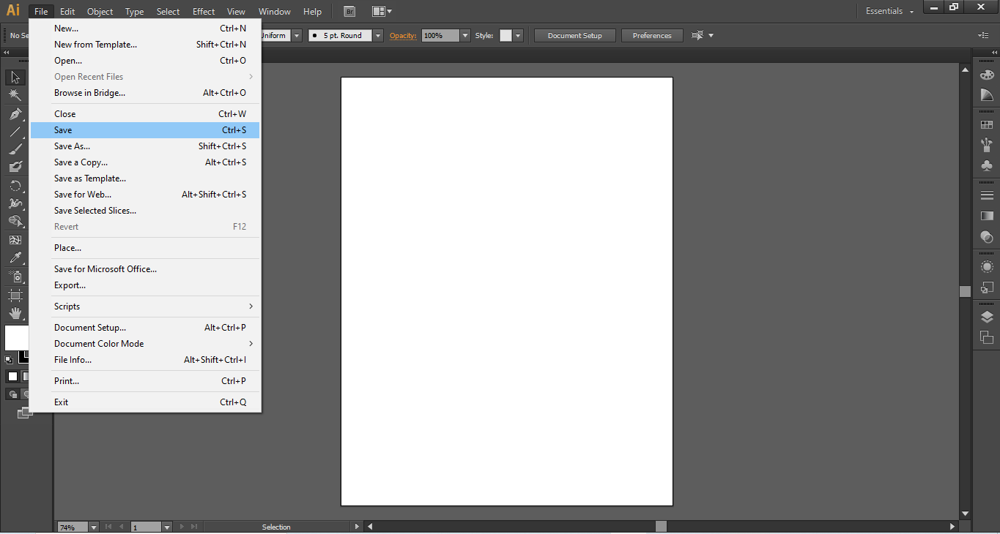 Ai File Edit Object Type Select Effect View Window Help Br Essentials
No Se Uniform 5 pt. Round Opacity: 100% Style: Document Setup Preferences
New... Ctrl+N
New from Template... Shift+Ctrl+N
Open... Ctrl+O
Open Recent Files
Browse in Bridge... Alt+Ctrl+O
Close Ctrl+W
Save Ctrl+S
Save As... Shift+Ctrl+S
Save a Copy... Alt+Ctrl+S
Save as Template...
Save for Web... Alt+Shift+Ctrl+S
Save Selected Slices...
Revert F12
Place...
Save for Microsoft Office...
Export...
Scripts
Document Setup... Alt+Ctrl+P
Document Color Mode
File Info... Alt+Shift+Ctrl+I
Print... Ctrl+P
Exit Ctrl+Q
74% 1 Selection